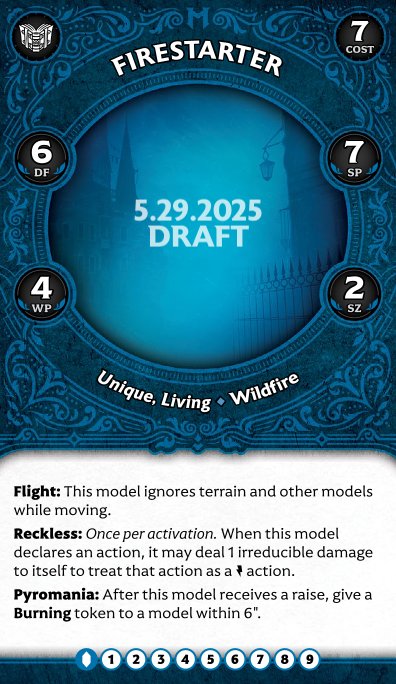 7
COST
FIRESTARTER
6
DF
7
SP
5.29.2025
DRAFT
4
WP
2
SZ
Unique, Living ◆ Wildfire
Flight: This model ignores terrain and other models
while moving.
Reckless: Once per activation. When this model
declares an action, it may deal 1 irreducible damage
to itself to treat that action as a action.
Pyromania: After this model receives a raise, give a
Burning token to a model within 6".
1 2 3 4 5 6 7 8 9